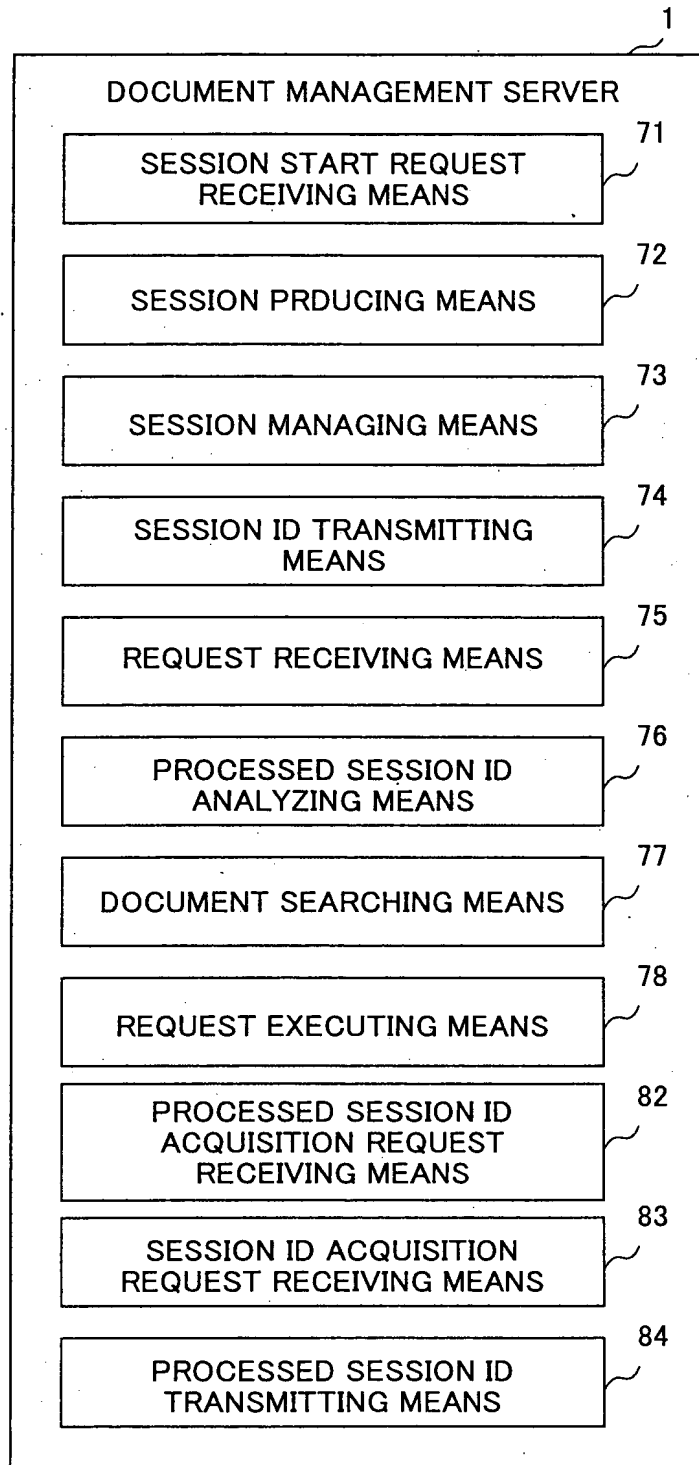 1
DOCUMENT MANAGEMENT SERVER
71
SESSION START REQUEST
RECEIVING MEANS
72
SESSION PRDUCING MEANS
73
SESSION MANAGING MEANS
74
SESSION ID TRANSMITTING
MEANS
75
REQUEST RECEIVING MEANS
76
PROCESSED SESSION ID
ANALYZING MEANS
77
DOCUMENT SEARCHING MEANS
78
REQUEST EXECUTING MEANS
82
PROCESSED SESSION ID
ACQUISITION REQUEST
RECEIVING MEANS
83
SESSION ID ACQUISITION
REQUEST RECEIVING MEANS
84
PROCESSED SESSION ID
TRANSMITTING MEANS